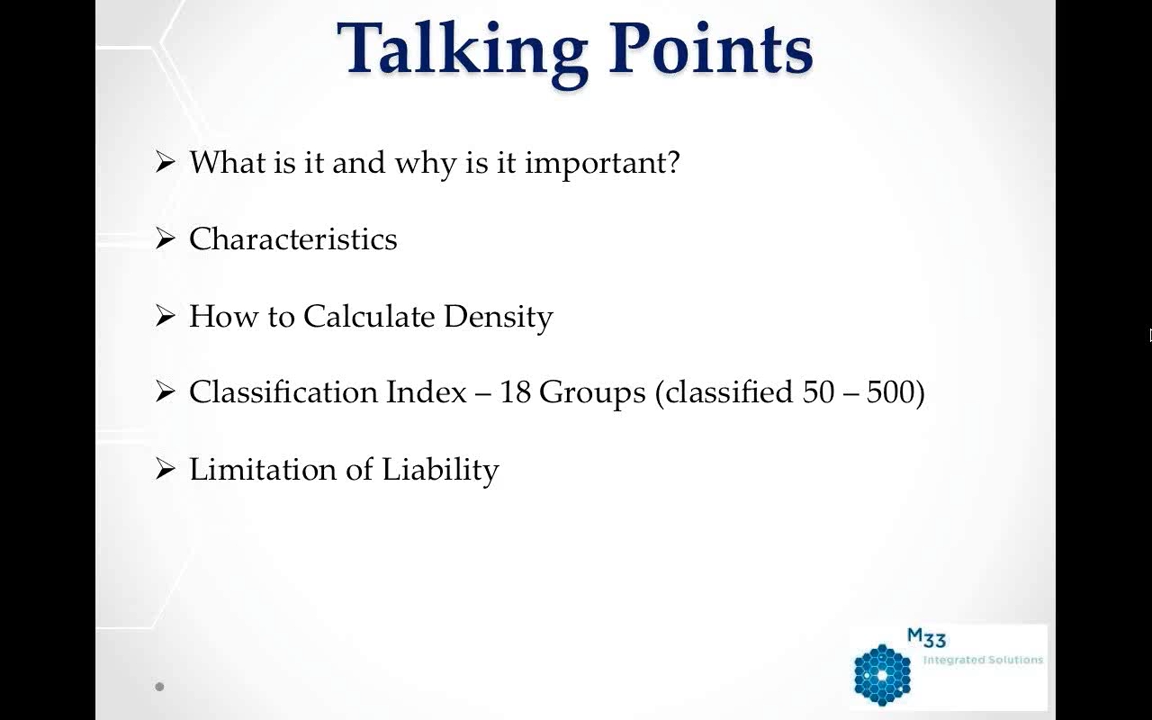 Talking Points
➢ What is it and why is it important?
➢ Characteristics
➢ How to Calculate Density
➢ Classification Index – 18 Groups (classified 50 – 500)
➢ Limitation of Liability
M33
Integrated Solutions